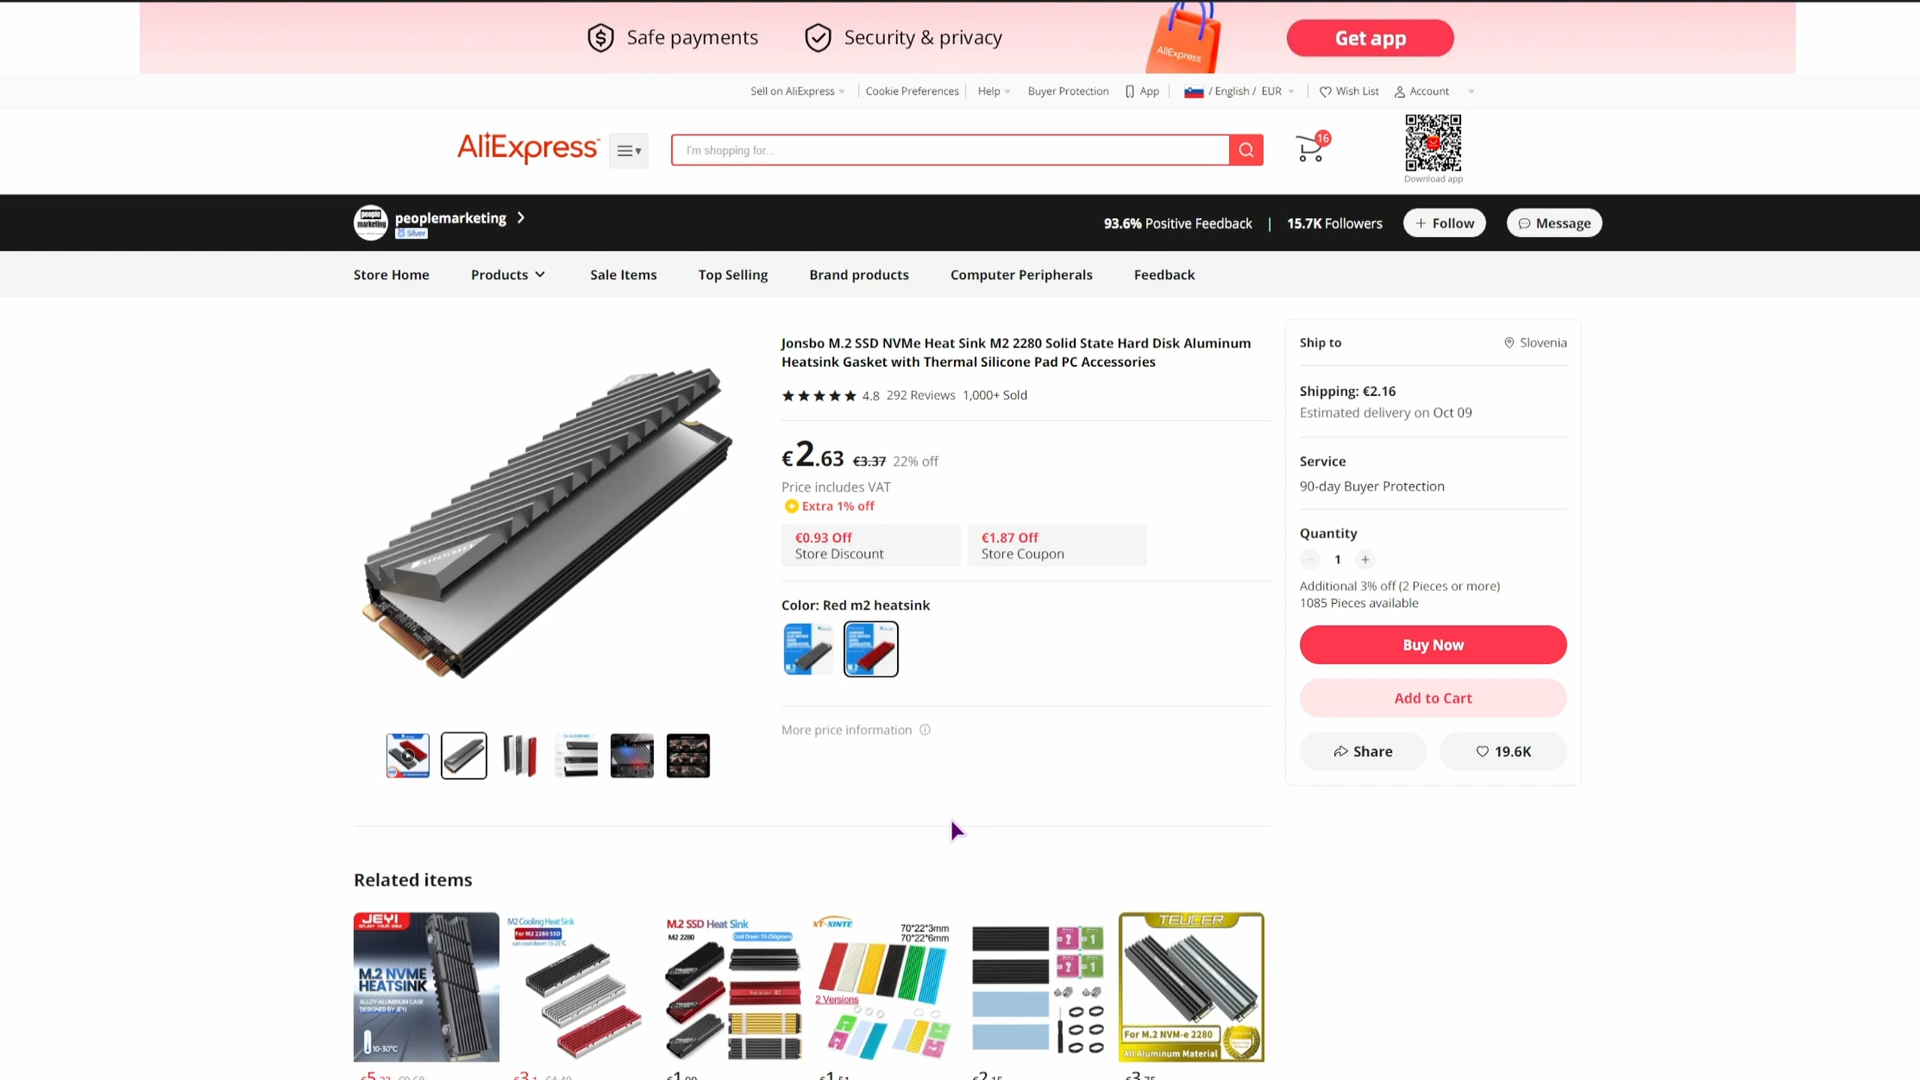 Safe payments
Security & privacy
AliExpress
Get app
Sell on AliExpress
Cookie Preferences
Help
Buyer Protection
App
/ English / EUR
Wish List
Account
AliExpress
I'm shopping for...
16
Download app
people marketing
peoplemarketing
Silver
93.6% Positive Feedback | 15.7K Followers
+ Follow
Message
Store Home
Products
Sale Items
Top Selling
Brand products
Computer Peripherals
Feedback
Jonsbo M.2 SSD NVMe Heat Sink M2 2280 Solid State Hard Disk Aluminum
Heatsink Gasket with Thermal Silicone Pad PC Accessories
4.8 292 Reviews 1,000+ Sold
€2.63 €3.37 22% off
Price includes VAT
Extra 1% off
€0.93 Off
Store Discount
€1.87 Off
Store Coupon
Color: Red m2 heatsink
More price information
Ship to
Slovenia
Shipping: €2.16
Estimated delivery on Oct 09
Service
90-day Buyer Protection
Quantity
1
Additional 3% off (2 Pieces or more)
1085 Pieces available
Buy Now
Add to Cart
Share
19.6K
Related items
JEYI
M.2 NVME
HEATSINK
ALLOY-ALUMINUM CASE
DESIGNED BY JEYI
10-30°C
M2 Cooling Heat Sink
For M2 2280 SSD
can cool down 15-25°C
M.2 SSD Heat Sink
M2 2280
XT-XINTE
70*22*3mm
70*22*6mm
2 Versions
2
1
2
1
TEUCER
For M.2 NVM-e 2280
All Aluminum Material